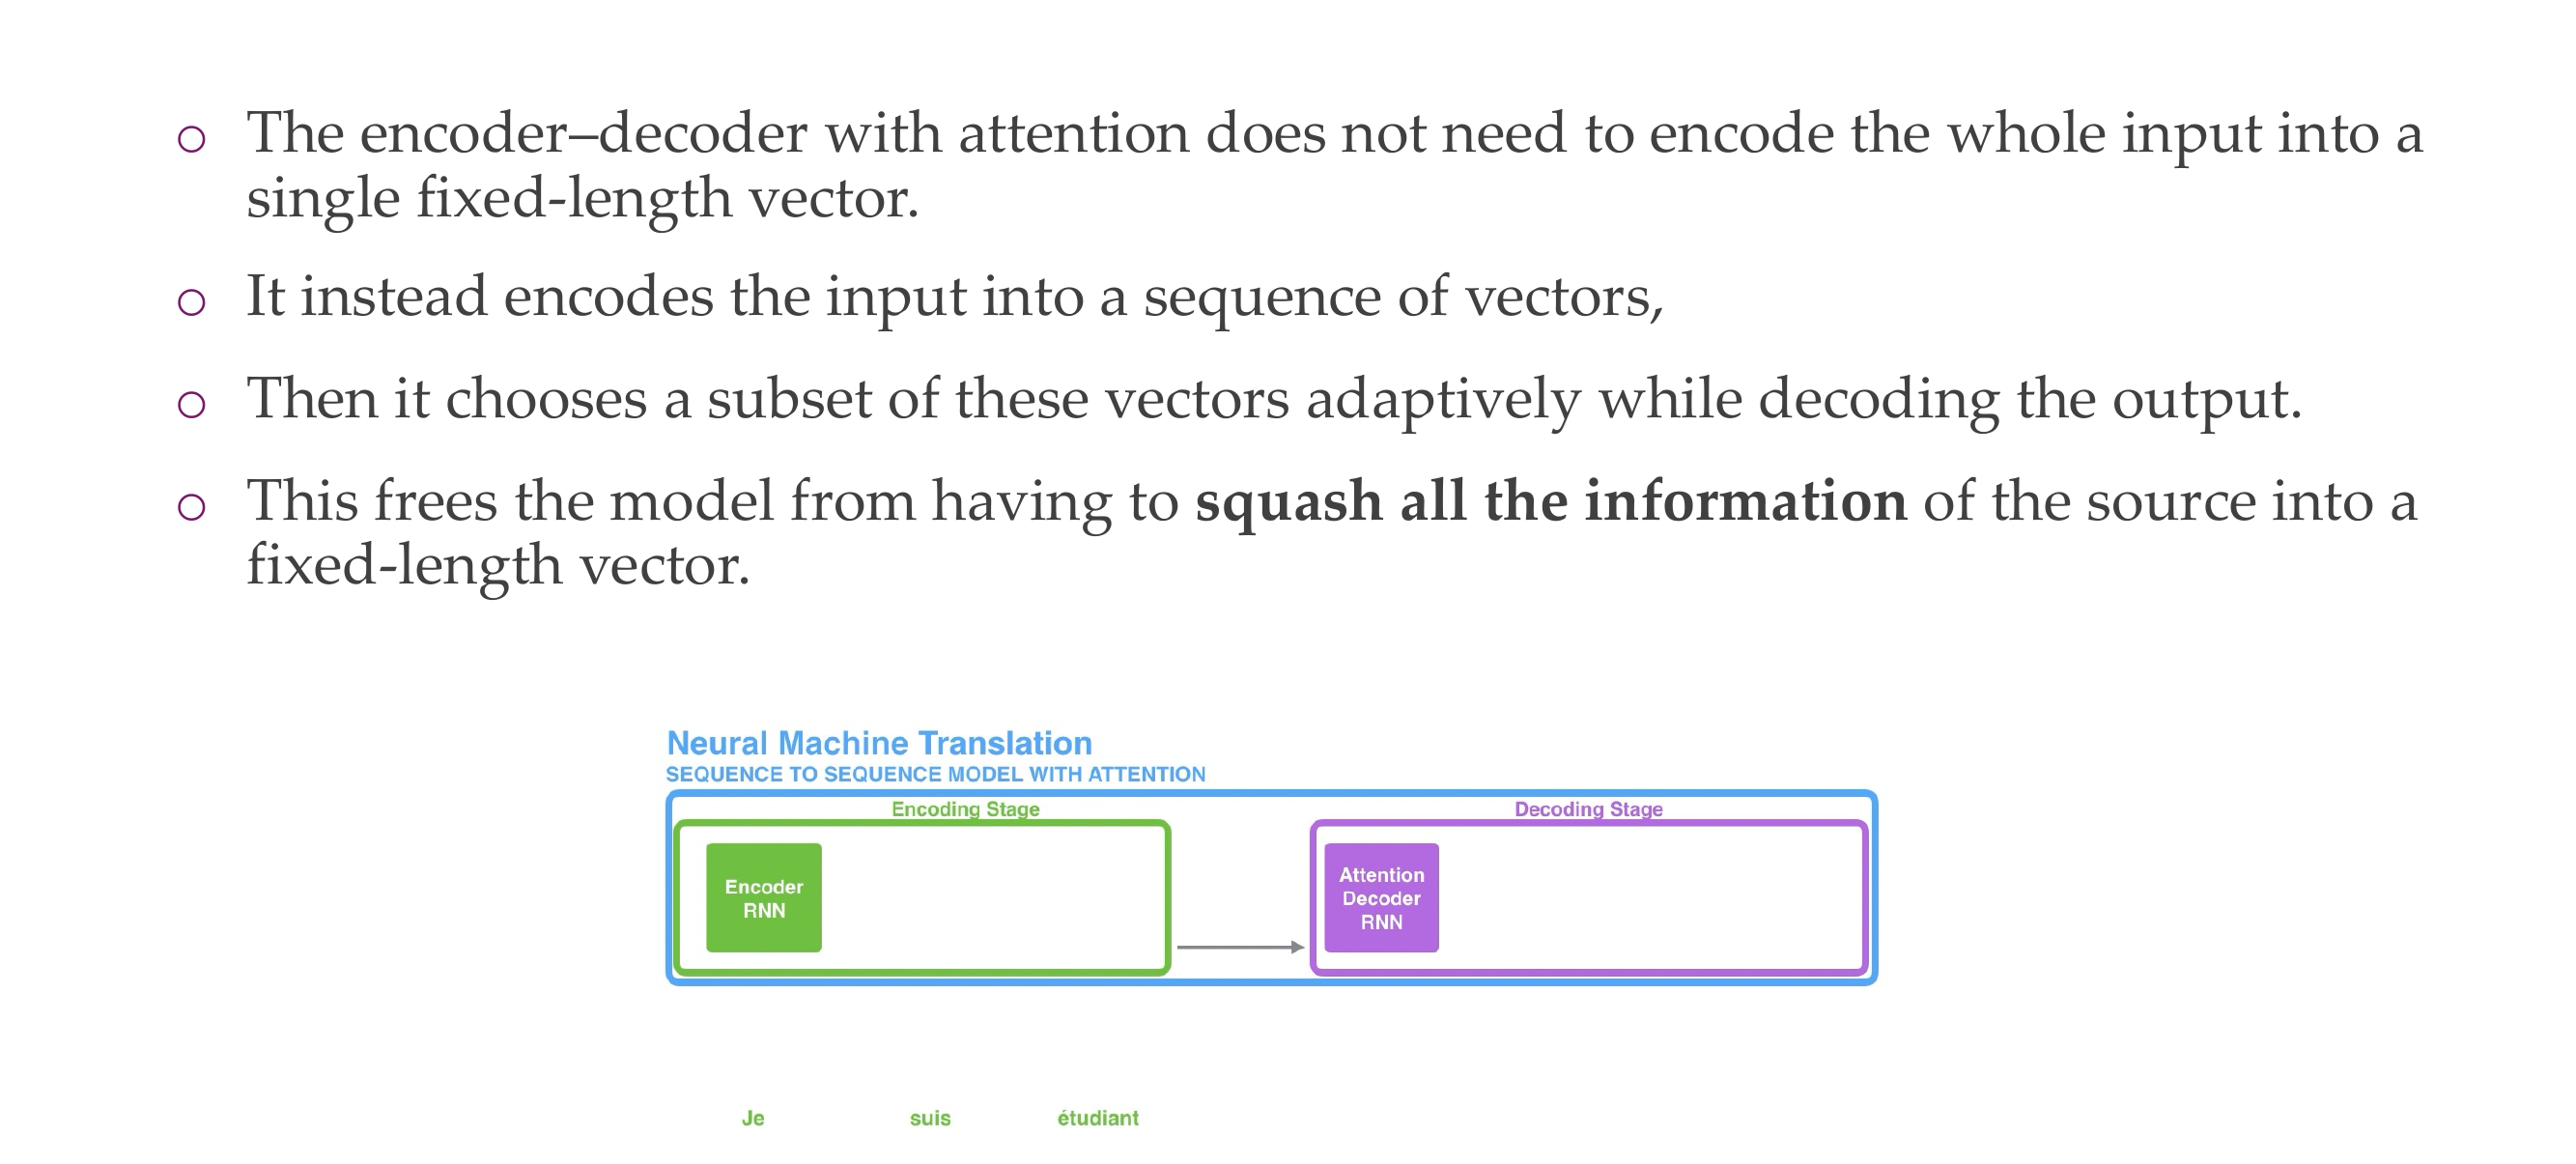 The encoder–decoder with attention does not need to encode the whole input into a
single fixed-length vector.
It instead encodes the input into a sequence of vectors,
Then it chooses a subset of these vectors adaptively while decoding the output.
This frees the model from having to squash all the information of the source into a
fixed-length vector.
Neural Machine Translation
SEQUENCE TO SEQUENCE MODEL WITH ATTENTION
Encoding Stage
Decoding Stage
Encoder
RNN
Attention
Decoder
RNN
Je suis étudiant